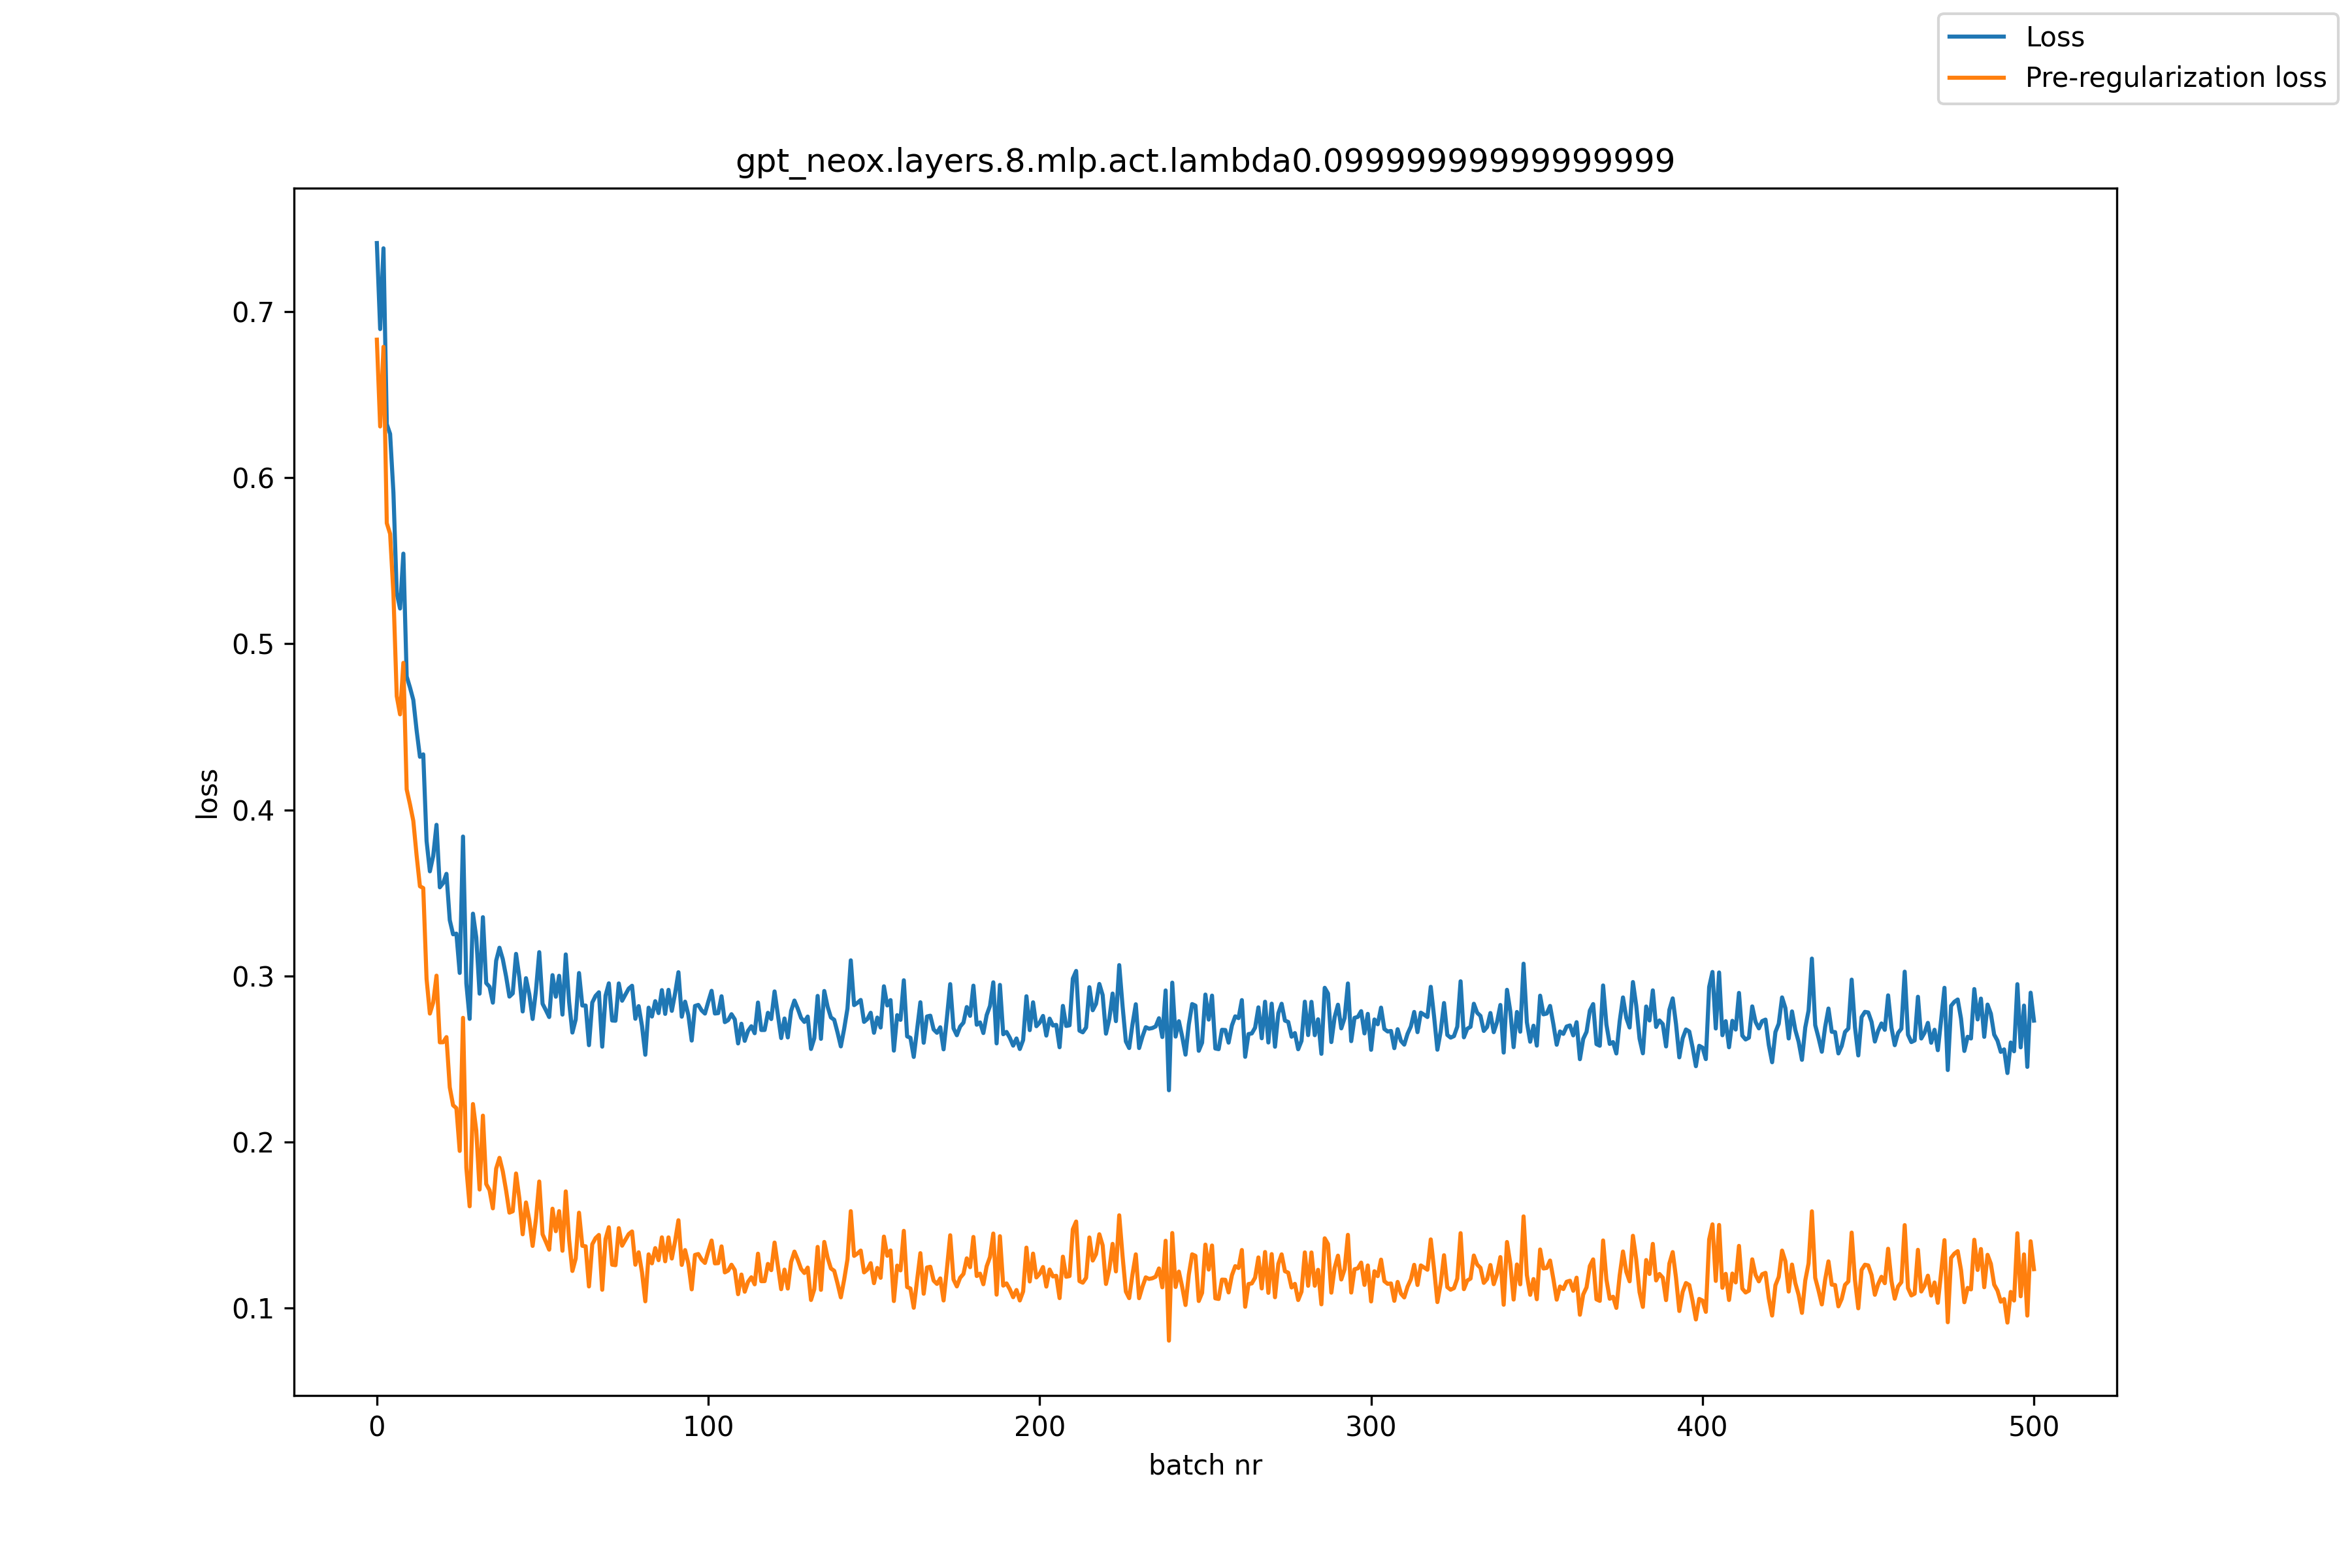 Loss
Pre-regularization loss
gpt_neox.layers.8.mlp.act.lambda0.09999999999999999
0.7
0.6
0.5
0.4
0.3
0.2
0.1
loss
0 100 200 300 400 500
batch nr